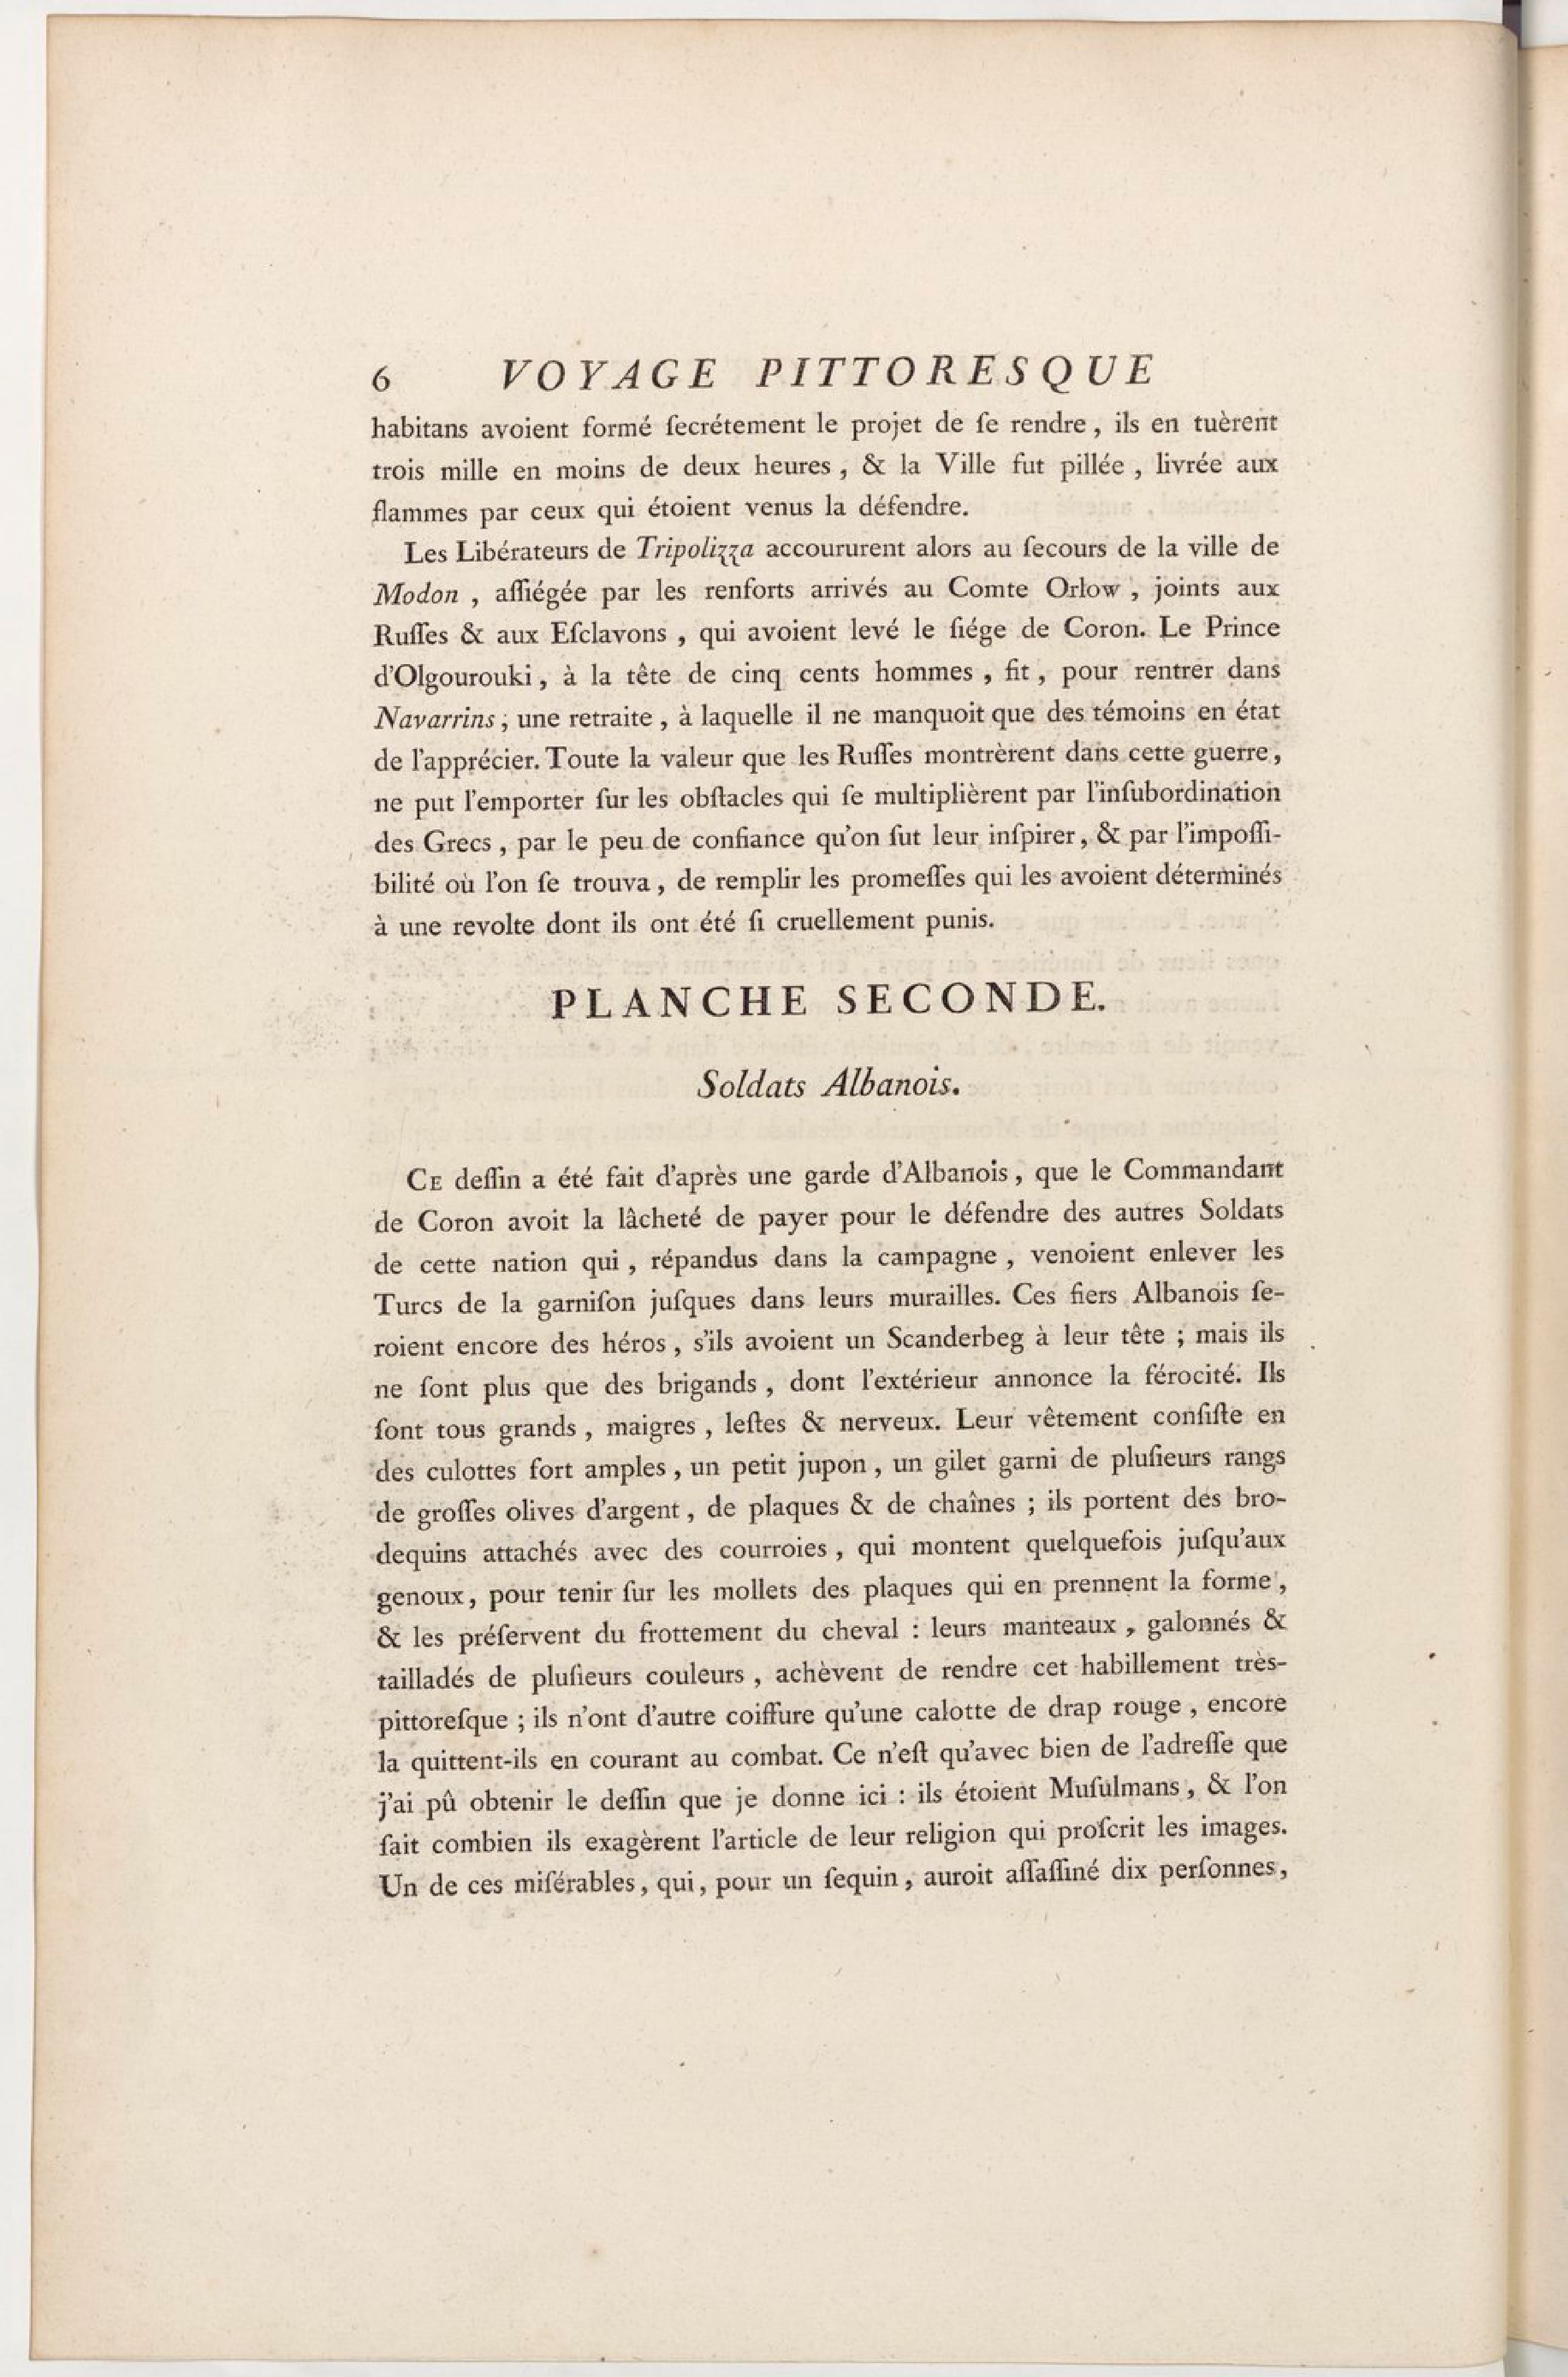 6 VOYAGE PITTORESQUE
habitans avoient formé ſecrétement le projet de ſe rendre, ils en tuèrent
trois mille en moins de deux heures, & la Ville fut pillée, livrée aux
flammes par ceux qui étoient venus la défendre.
Les Libérateurs de Tripolizza accoururent alors au ſecours de la ville de
Modon, aſſiégée par les renforts arrivés au Comte Orlow, joints aux
Ruſſes & aux Eſclavons, qui avoient levé le ſiége de Coron. Le Prince
d'Olgourouki, à la tête de cinq cents hommes, fit, pour rentrer dans
Navarrins, une retraite, à laquelle il ne manquoit que des témoins en état
de l'apprécier. Toute la valeur que les Ruſſes montrèrent dans cette guerre,
ne put l'emporter ſur les obſtacles qui ſe multiplièrent par l'inſubordination
des Grecs, par le peu de confiance qu'on ſut leur inſpirer, & par l'impoſſi-
bilité où l'on ſe trouva, de remplir les promeſſes qui les avoient déterminés
à une revolte dont ils ont été ſi cruellement punis.
PLANCHE SECONDE.
Soldats Albanois.
CE deſſin a été fait d'après une garde d'Albanois, que le Commandant
de Coron avoit la lâcheté de payer pour le défendre des autres Soldats
de cette nation qui, répandus dans la campagne, venoient enlever les
Turcs de la garniſon juſques dans leurs murailles. Ces fiers Albanois ſe-
roient encore des héros, s'ils avoient un Scanderbeg à leur tête; mais ils
ne ſont plus que des brigands, dont l'extérieur annonce la férocité. Ils
ſont tous grands, maigres, leſtes & nerveux. Leur vêtement conſiſte en
des culottes fort amples, un petit jupon, un gilet garni de pluſieurs rangs
de groſſes olives d'argent, de plaques & de chaînes; ils portent des bro-
dequins attachés avec des courroies, qui montent quelquefois juſqu'aux
genoux, pour tenir ſur les mollets des plaques qui en prennent la forme,
& les préſervent du frottement du cheval : leurs manteaux, galonnés &
tailladés de pluſieurs couleurs, achèvent de rendre cet habillement très-
pittoreſque; ils n'ont d'autre coiffure qu'une calotte de drap rouge, encore
la quittent-ils en courant au combat. Ce n'eſt qu'avec bien de l'adreſſe que
j'ai pû obtenir le deſſin que je donne ici : ils étoient Muſulmans, & l'on
ſait combien ils exagèrent l'article de leur religion qui proſcrit les images.
Un de ces miſérables, qui, pour un ſequin, auroit aſſaſſiné dix perſonnes,